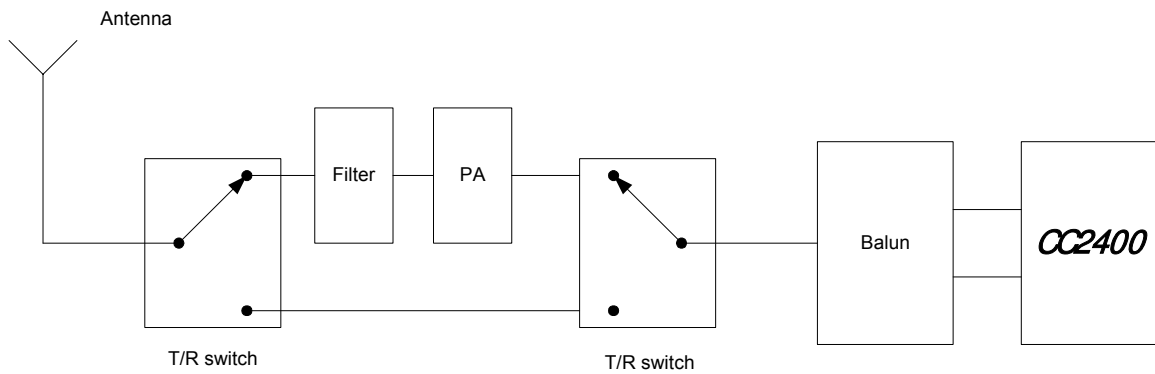 Antenna
Filter
PA
Balun
CC2400
T/R switch
T/R switch